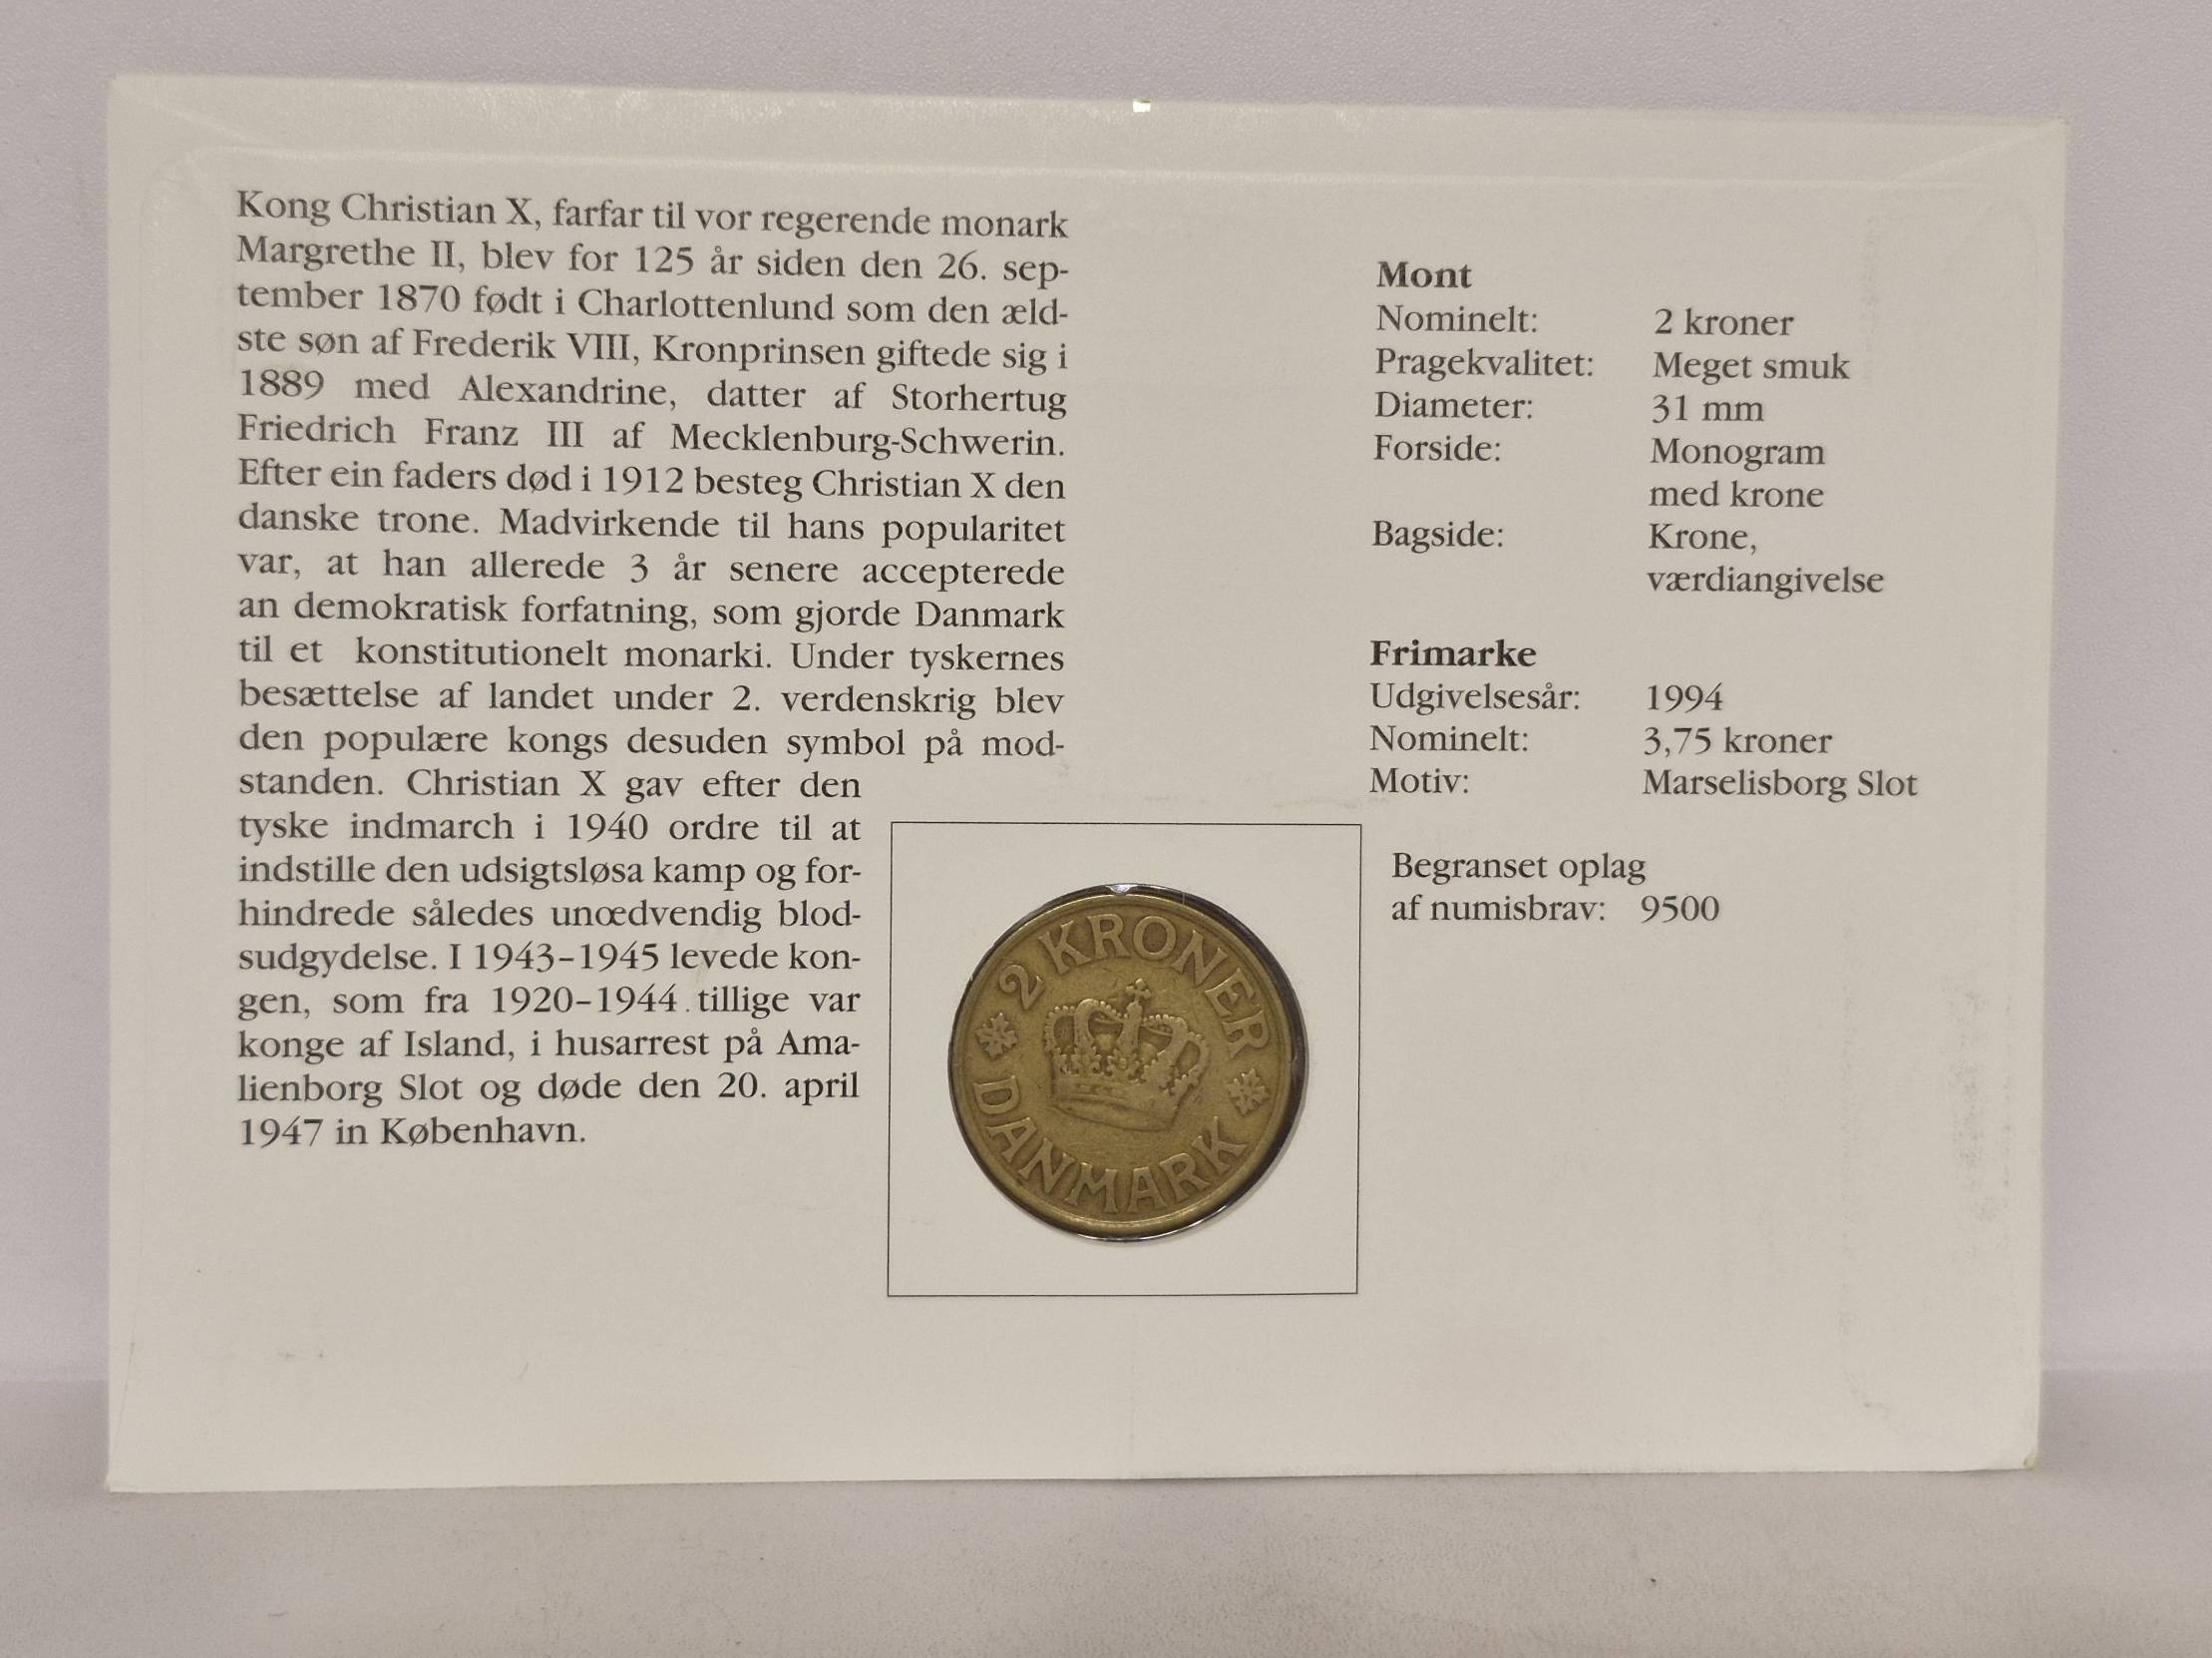 Kong Christian X, farfar til vor regerende monark
Margrethe II, blev for 125 år siden den 26. sep-
tember 1870 født i Charlottenlund som den æld-
ste søn af Frederik VIII, Kronprinsen giftede sig i
1889 med Alexandrine, datter af Storhertug
Friedrich Franz III af Mecklenburg-Schwerin.
Efter ein faders død i 1912 besteg Christian X den
danske trone. Madvirkende til hans popularitet
var, at han allerede 3 år senere accepterede
an demokratisk forfatning, som gjorde Danmark
til et konstitutionelt monarki. Under tyskernes
besættelse af landet under 2. verdenskrig blev
den populære kongs desuden symbol på mod-
standen. Christian X gav efter den
tyske indmarch i 1940 ordre til at
indstille den udsigtsløsa kamp og for-
hindrede således unœdvendig blod-
sudgydelse. I 1943–1945 levede kon-
gen, som fra 1920–1944 tillige var
konge af Island, i husarrest på Ama-
lienborg Slot og døde den 20. april
1947 in København.
Mont
Nominelt: 2 kroner
Pragekvalitet: Meget smuk
Diameter: 31 mm
Forside: Monogram
med krone
Bagside: Krone,
værdiangivelse
Frimarke
Udgivelsesår: 1994
Nominelt: 3,75 kroner
Motiv: Marselisborg Slot
Begranset oplag
af numisbrav: 9500
2 KRONER
DANMARK